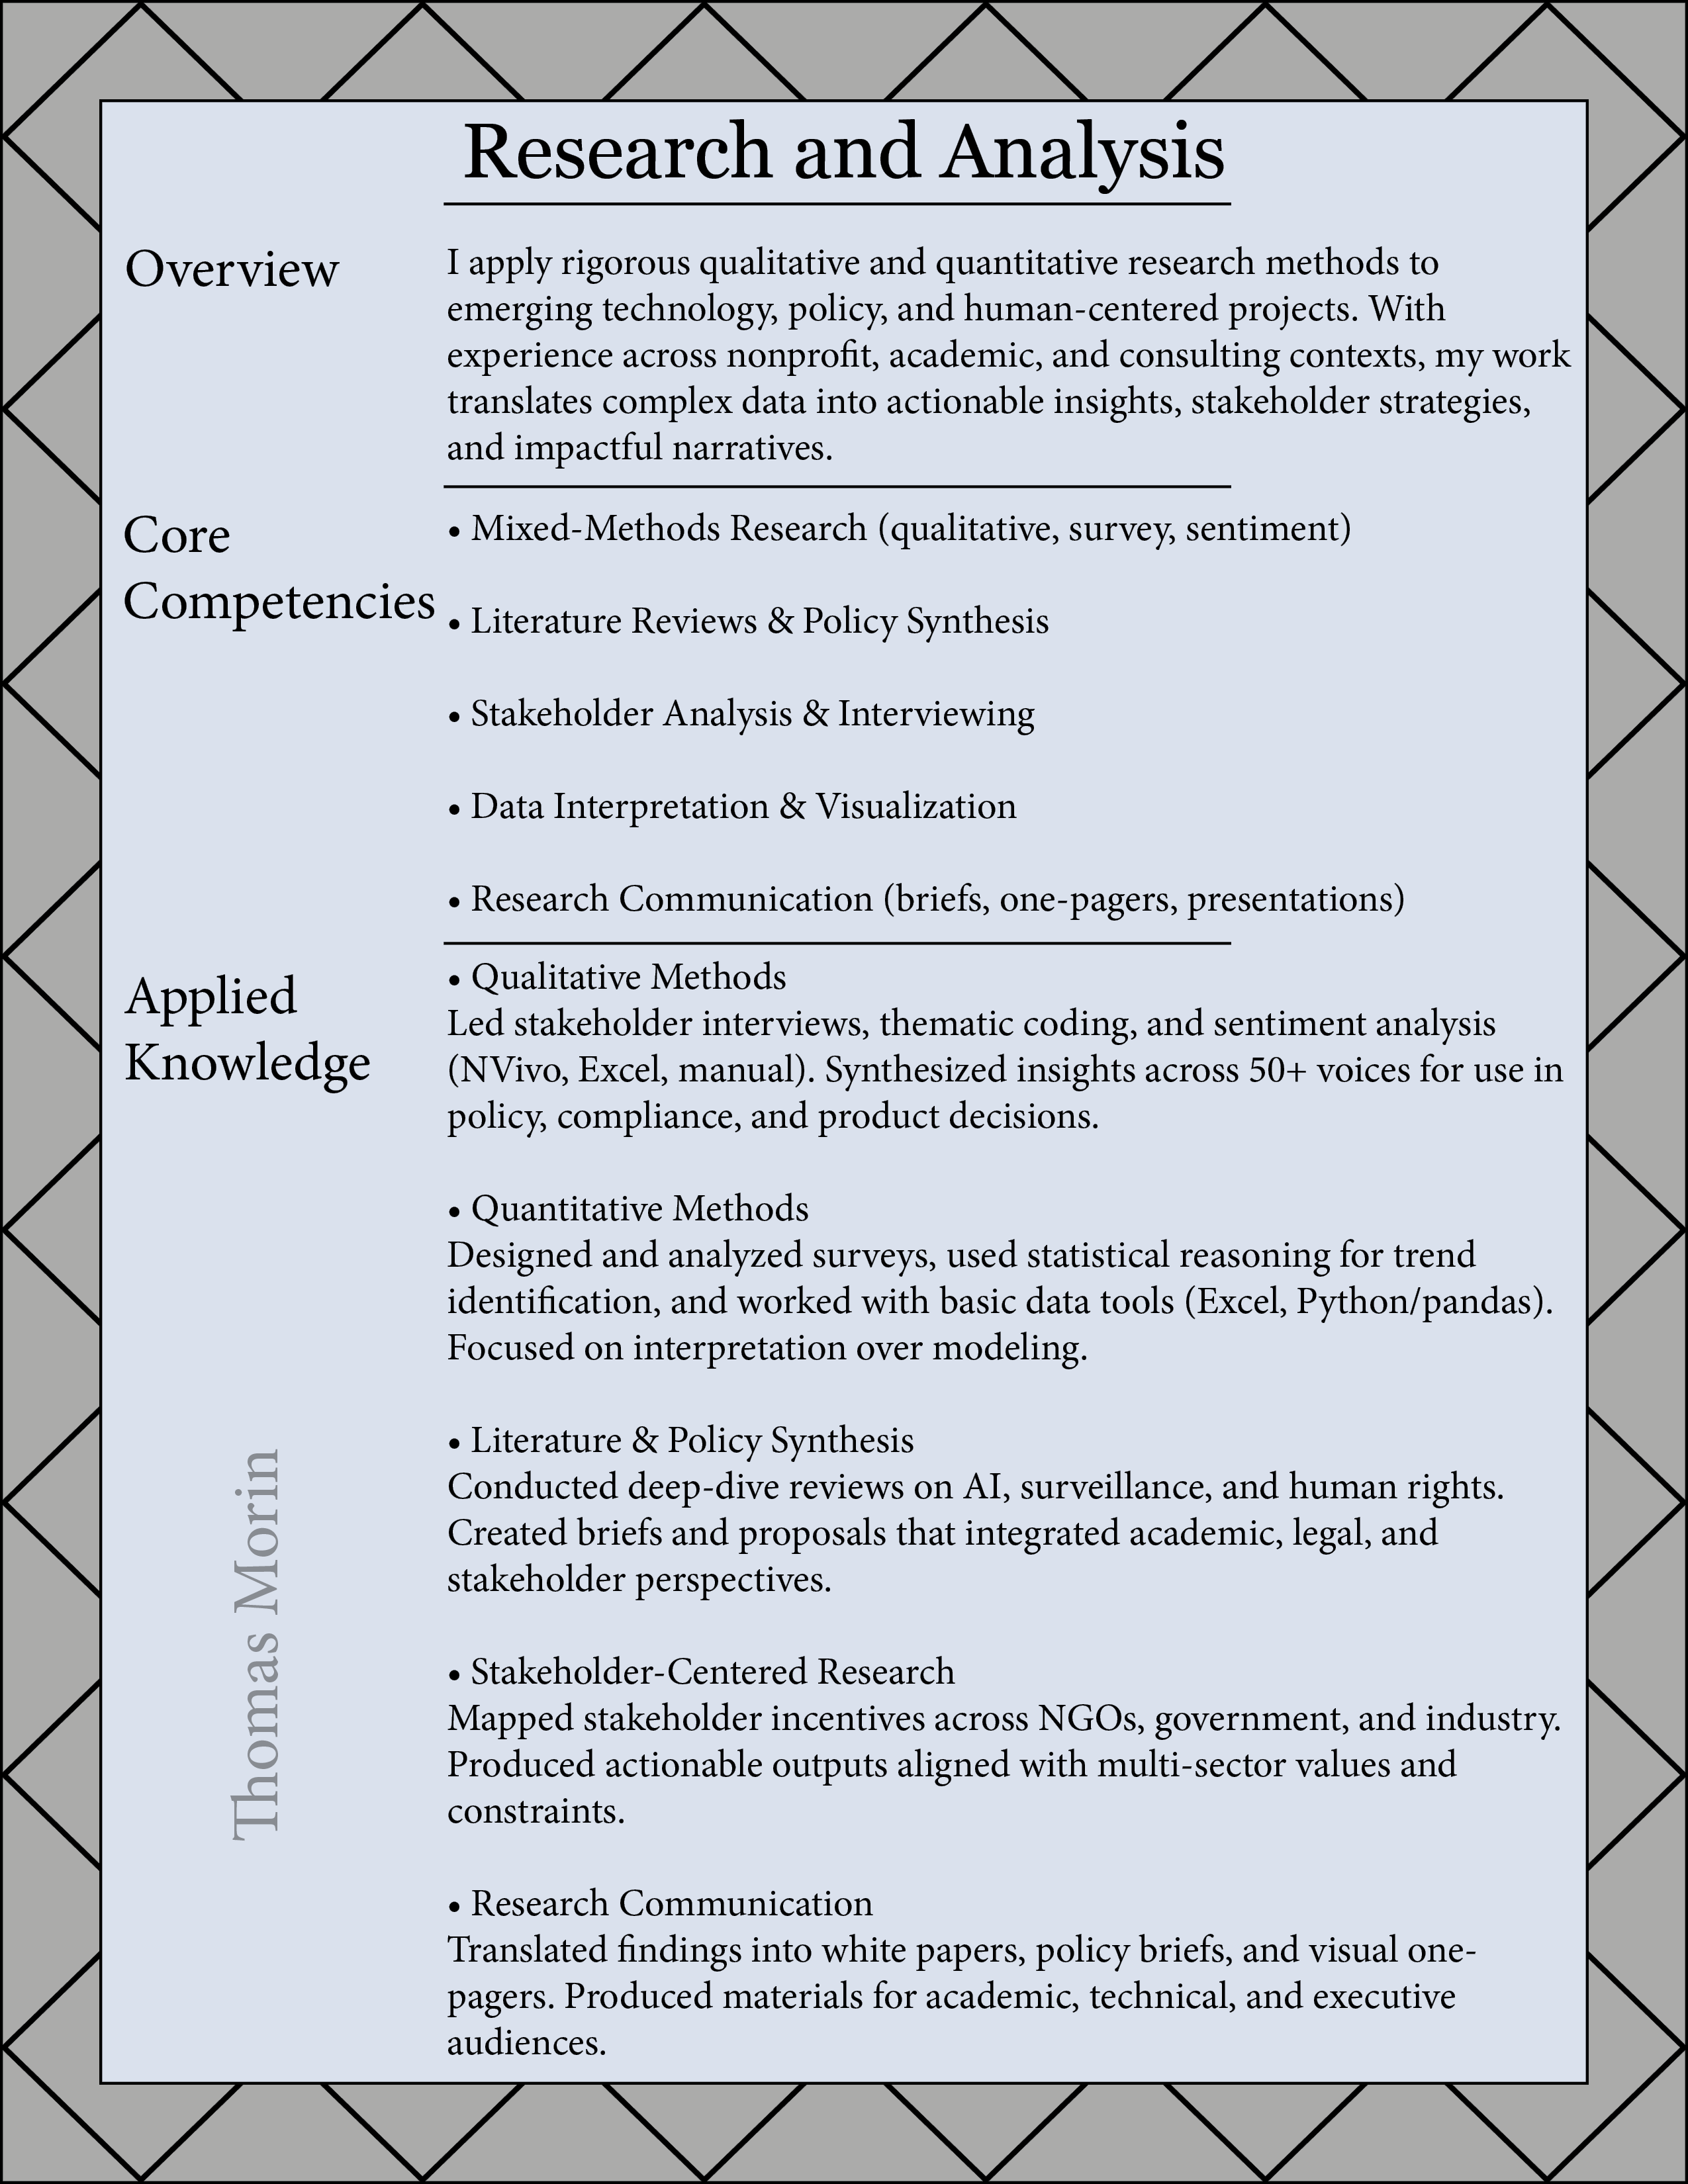 Research and Analysis
Overview
I apply rigorous qualitative and quantitative research methods to
emerging technology, policy, and human-centered projects. With
experience across nonprofit, academic, and consulting contexts, my work
translates complex data into actionable insights, stakeholder strategies,
and impactful narratives.
Core
Competencies
• Mixed-Methods Research (qualitative, survey, sentiment)
• Literature Reviews & Policy Synthesis
• Stakeholder Analysis & Interviewing
• Data Interpretation & Visualization
• Research Communication (briefs, one-pagers, presentations)
Applied
Knowledge
• Qualitative Methods
Led stakeholder interviews, thematic coding, and sentiment analysis
(NVivo, Excel, manual). Synthesized insights across 50+ voices for use in
policy, compliance, and product decisions.
• Quantitative Methods
Designed and analyzed surveys, used statistical reasoning for trend
identification, and worked with basic data tools (Excel, Python/pandas).
Focused on interpretation over modeling.
• Literature & Policy Synthesis
Conducted deep-dive reviews on AI, surveillance, and human rights.
Created briefs and proposals that integrated academic, legal, and
stakeholder perspectives.
• Stakeholder-Centered Research
Mapped stakeholder incentives across NGOs, government, and industry.
Produced actionable outputs aligned with multi-sector values and
constraints.
• Research Communication
Translated findings into white papers, policy briefs, and visual one-
pagers. Produced materials for academic, technical, and executive
audiences.
Thomas Morin